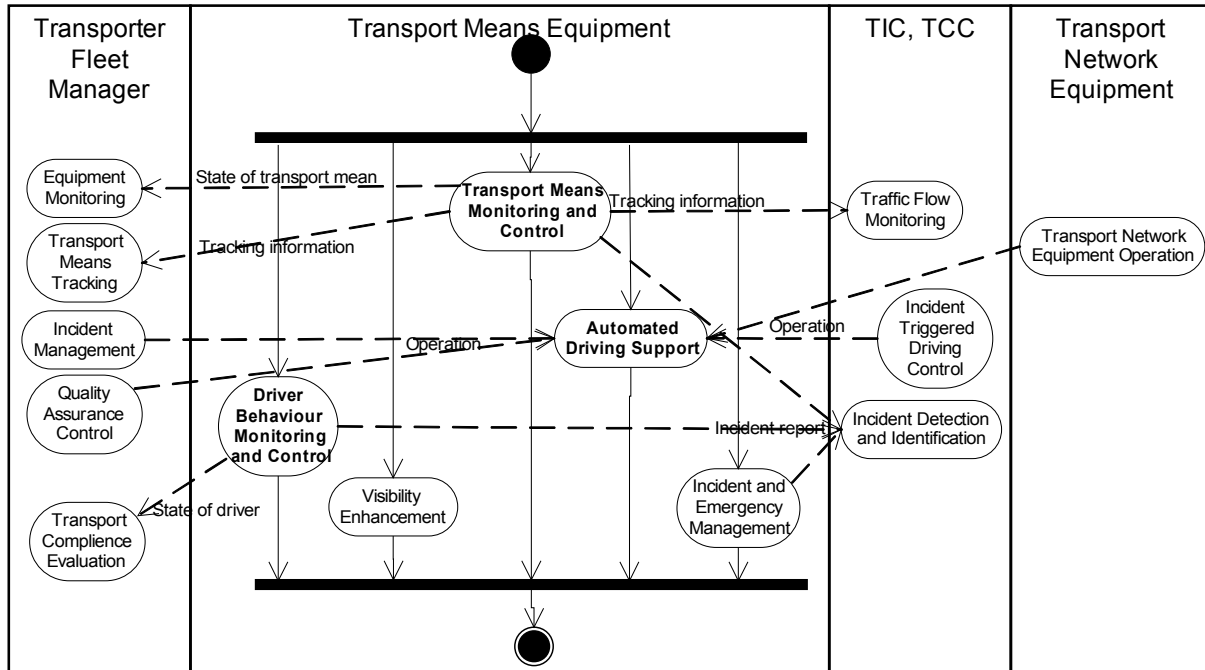 Transporter
Fleet
Manager
Transport Means Equipment
TIC, TCC
Transport
Network
Equipment
Equipment
Monitoring
State of transport mean
Transport Means
Monitoring and
Control
Tracking information
Traffic Flow
Monitoring
Transport
Means
Tracking
Tracking information
Transport Network
Equipment Operation
Incident
Management
Operation
Automated
Driving Support
Operation
Incident
Triggered
Driving
Control
Quality
Assurance
Control
Driver
Behaviour
Monitoring
and Control
Incident report
Incident Detection
and Identification
State of driver
Transport
Complience
Evaluation
Visibility
Enhancement
Incident and
Emergency
Management